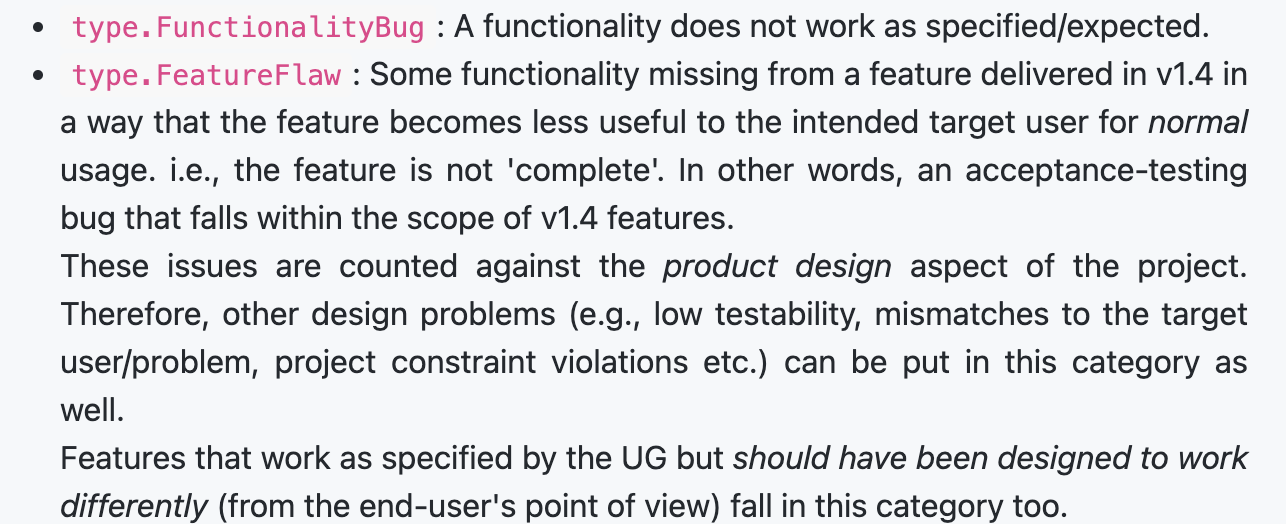 • type.FunctionalityBug : A functionality does not work as specified/expected.
• type.FeatureFlaw : Some functionality missing from a feature delivered in v1.4 in
a way that the feature becomes less useful to the intended target user for normal
usage. i.e., the feature is not 'complete'. In other words, an acceptance-testing
bug that falls within the scope of v1.4 features.
These issues are counted against the product design aspect of the project.
Therefore, other design problems (e.g., low testability, mismatches to the target
user/problem, project constraint violations etc.) can be put in this category as
well.
Features that work as specified by the UG but should have been designed to work
differently (from the end-user's point of view) fall in this category too.